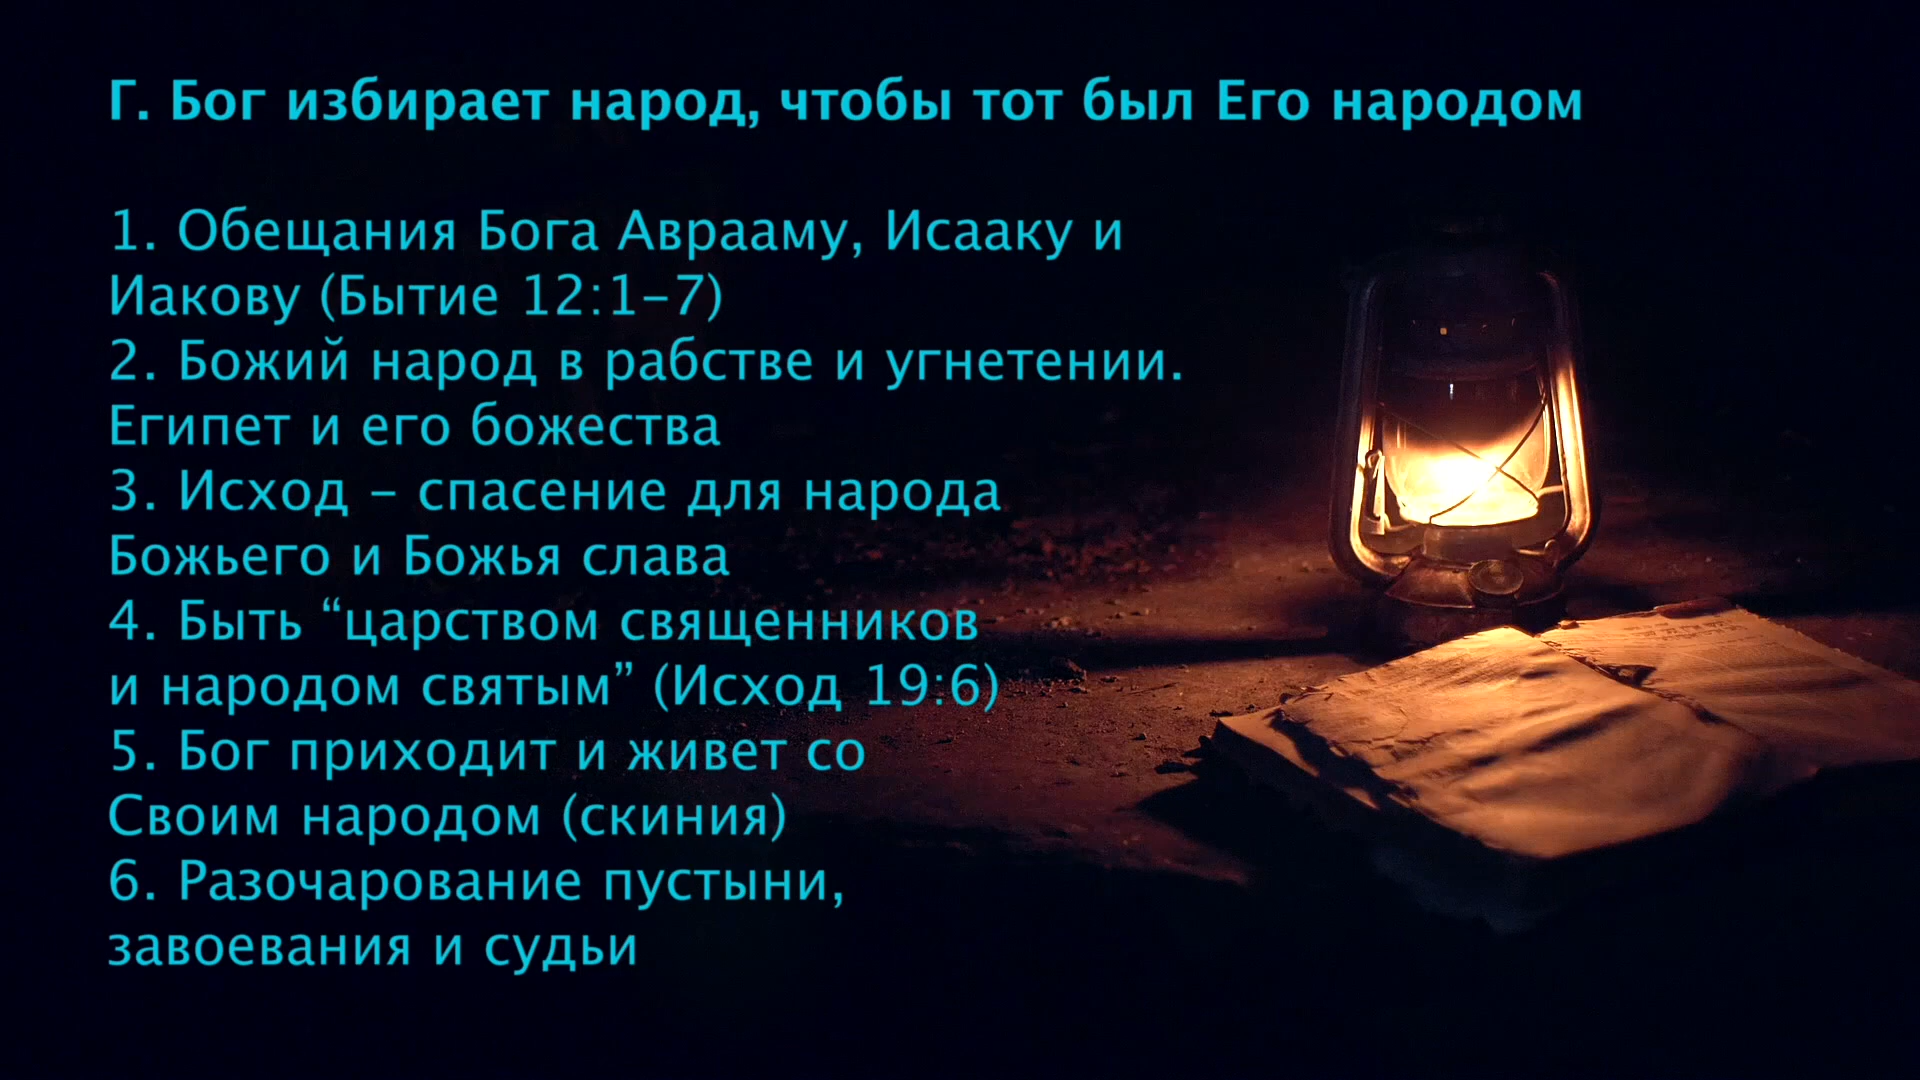 Г. Бог избирает народ, чтобы тот был Его народом
1. Обещания Бога Аврааму, Исааку и
Иакову (Бытие 12:1–7)
2. Божий народ в рабстве и угнетении.
Египет и его божества
3. Исход – спасение для народа
Божьего и Божья слава
4. Быть “царством священников
и народом святым” (Исход 19:6)
5. Бог приходит и живет со
Своим народом (скиния)
6. Разочарование пустыни,
завоевания и судьи